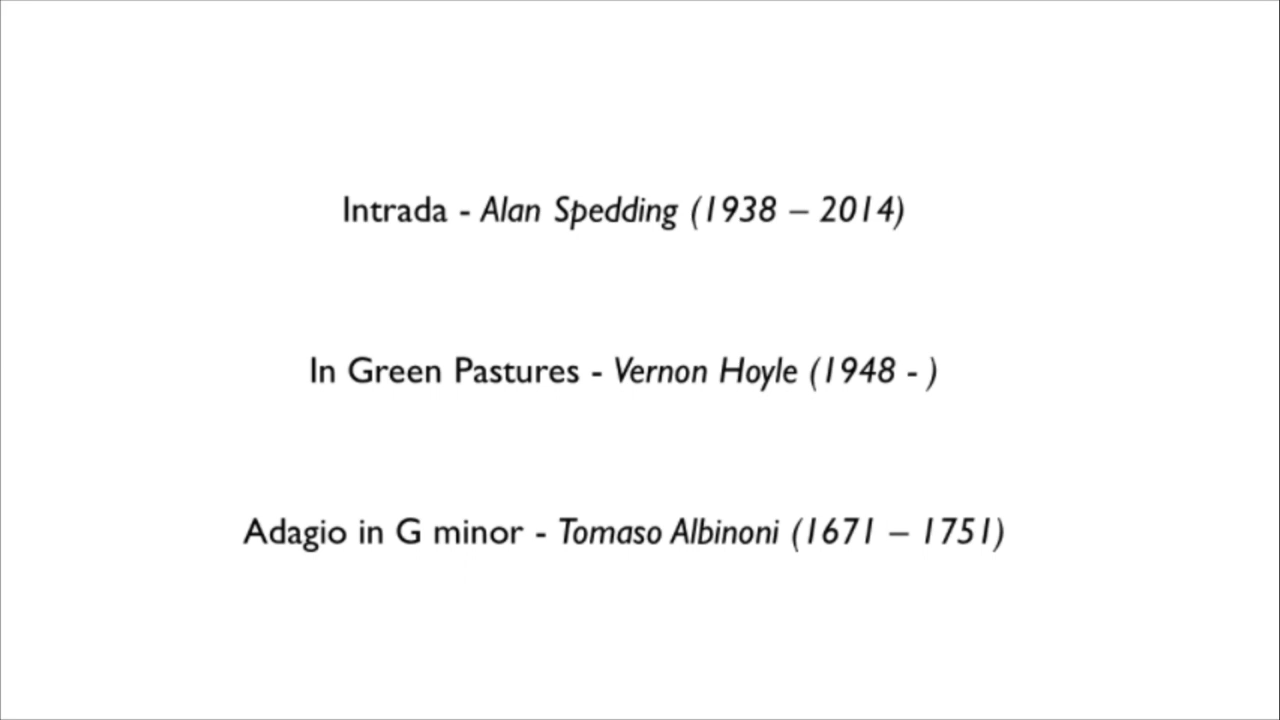 Intrada - Alan Spedding (1938 – 2014)
In Green Pastures - Vernon Hoyle (1948 - )
Adagio in G minor - Tomaso Albinoni (1671 – 1751)